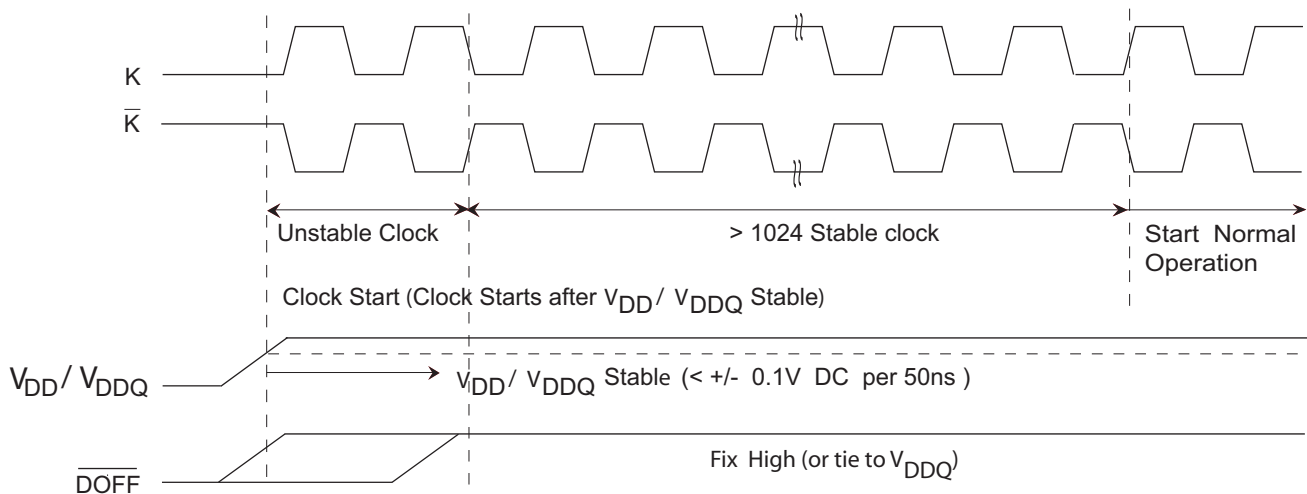 K
K
Unstable Clock
> 1024 Stable clock
Start Normal
Operation
Clock Start (Clock Starts after VDD / VDDQ Stable)
VDD / VDDQ
VDD / VDDQ Stable (< +/- 0.1V DC per 50ns )
DOFF
Fix High (or tie to VDDQ)